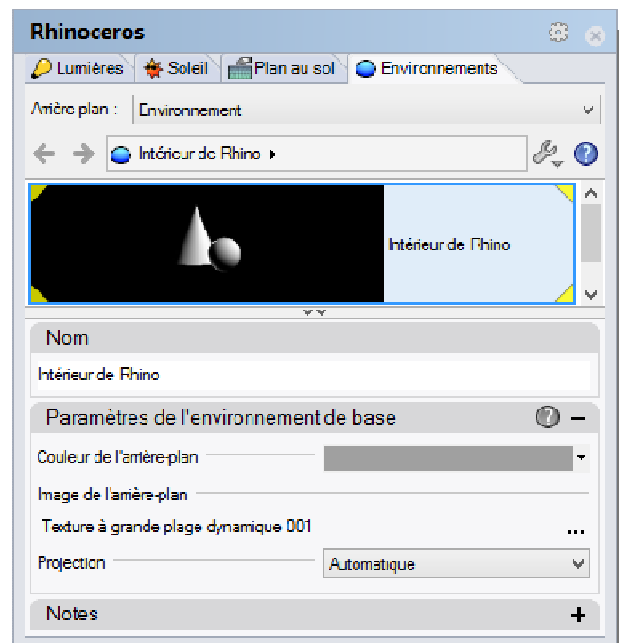 Rhinoceros
Lumières Soleil Plan au sol Environnements
Arrière plan : Environnement
Intérieur de Rhino
Intérieur de Rhino
Nom
Intérieur de Rhino
Paramètres de l'environnement de base
Couleur de l'arrière-plan
Image de l'arrière-plan
Texture à grande plage dynamique 001
...
Projection Automatique
Notes